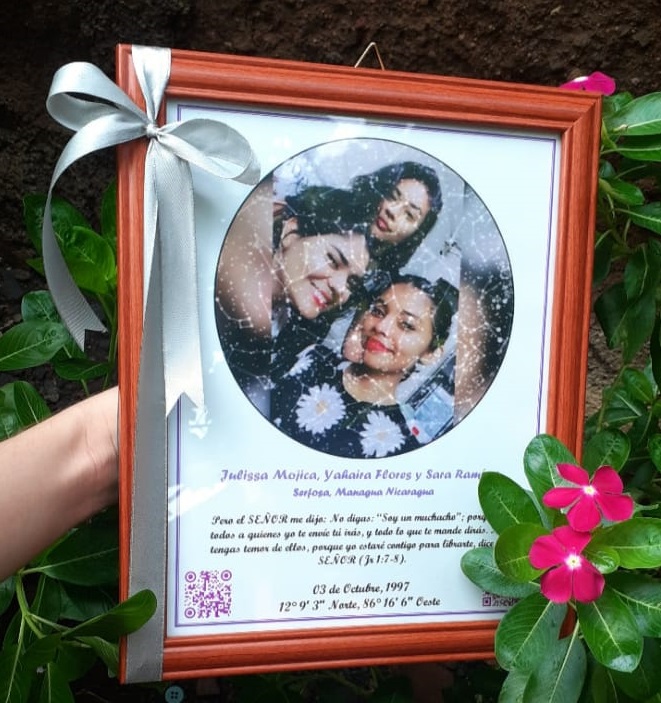 Julissa Mojica, Yahaira Flores y Sara
Serfosa, Managua Nicaragua
Pero el SEÑOR me dijo: No digas: "Soy un muchacho";
todos a quienes yo te envíe tú irás, y todo lo que te mande dirás.
tengas temor de ellos, porque yo estaré contigo para librarte, dice
SEÑOR (Jr 1:7-8).
03 de Octubre, 1997
12° 9' 3" Norte, 86° 16' 6" Oeste